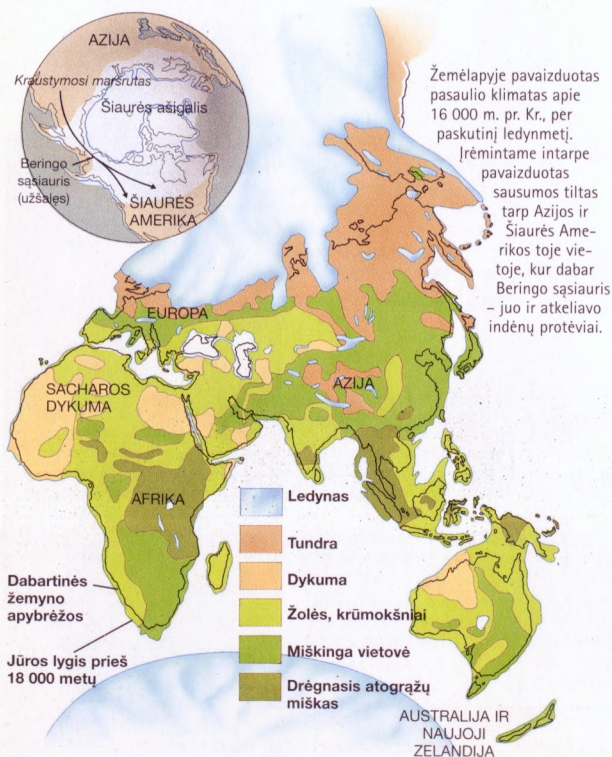 AZIJA
Kraustymosi maršrutas
Šiaurės ašigalis
Beringo
sąsiauris
(užšalęs)
ŠIAURĖS
AMERIKA
Žemėlapyje pavaizduotas
pasaulio klimatas apie
16 000 m. pr. Kr., per
paskutinį ledynmetį.
Įrėmintame intarpe
pavaizduotas
sausumos tiltas
tarp Azijos ir
Šiaurės Ame-
rikos toje vie-
toje, kur dabar
Beringo sąsiauris
– juo ir atkeliavo
indėnų protėviai.
EUROPA
AZIJA
SACHAROS
DYKUMA
AFRIKA
Ledynas
Tundra
Dykuma
Žolės, krūmokšniai
Miškinga vietovė
Drėgnasis atogrąžų
miškas
Dabartinės
žemyno
apybrėžos
Jūros lygis prieš
18 000 metų
AUSTRALIJA IR
NAUJOJI
ZELANDIJA